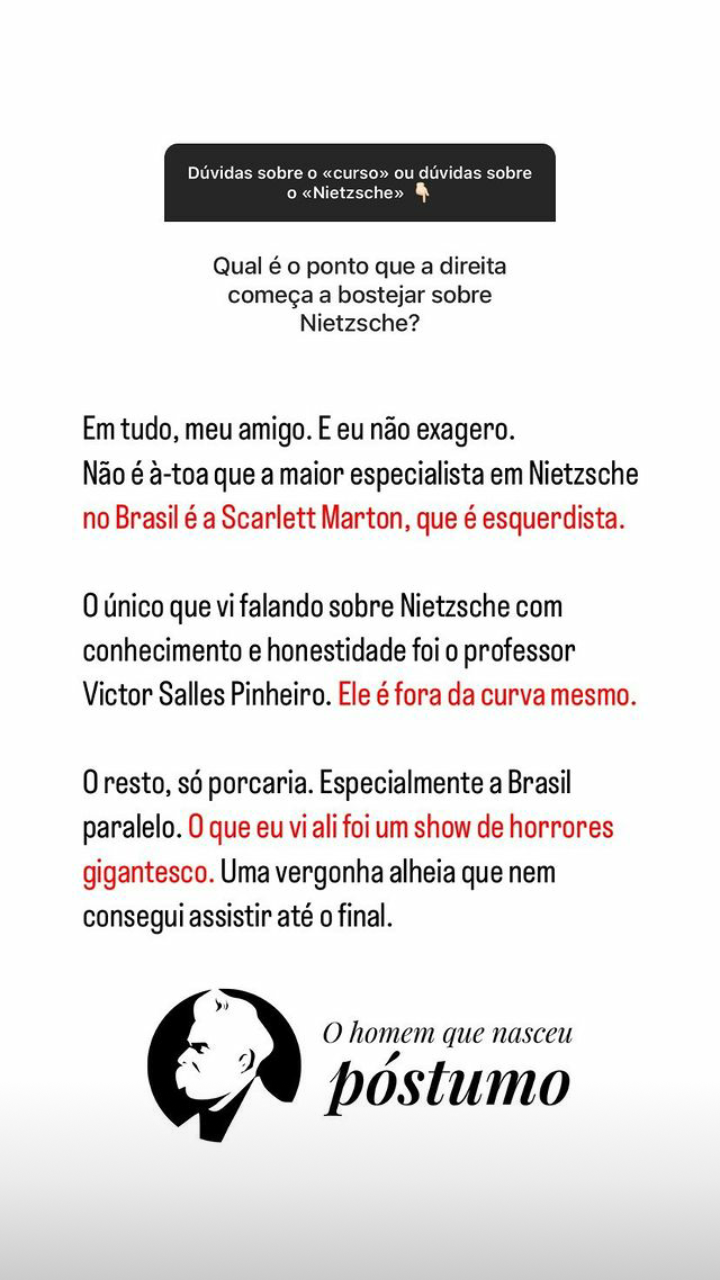 Dúvidas sobre o «curso» ou dúvidas sobre
o «Nietzsche» 👇🏻
Qual é o ponto que a direita
começa a bostejar sobre
Nietzsche?
Em tudo, meu amigo. E eu não exagero.
Não é à-toa que a maior especialista em Nietzsche
no Brasil é a Scarlett Marton, que é esquerdista.
O único que vi falando sobre Nietzsche com
conhecimento e honestidade foi o professor
Victor Salles Pinheiro. Ele é fora da curva mesmo.
O resto, só porcaria. Especialmente a Brasil
paralelo. O que eu vi ali foi um show de horrores
gigantesco. Uma vergonha alheia que nem
consegui assistir até o final.
O homem que nasceu
póstumo